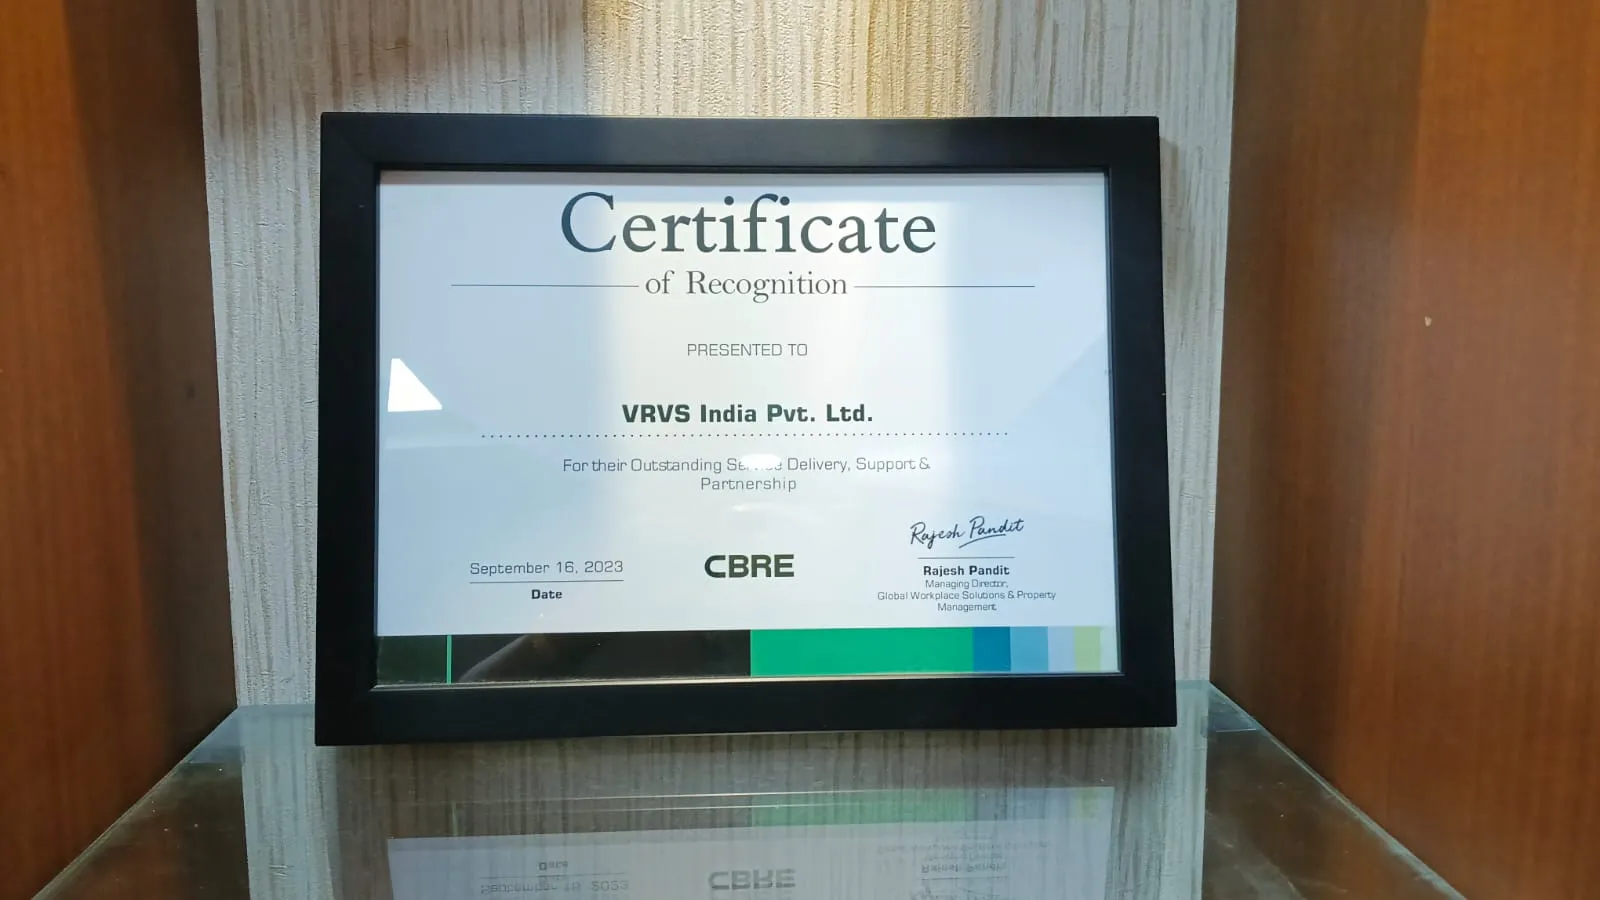 Certificate
of Recognition
PRESENTED TO
VRVS India Pvt. Ltd.
For their Outstanding Service Delivery, Support &
Partnership
September 16, 2023
Date
CBRE
Rajesh Pandit
Rajesh Pandit
Managing Director,
Global Workplace Solutions & Property
Management